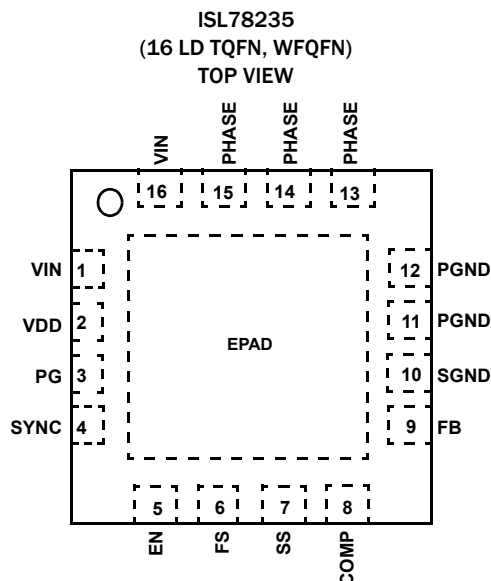 ISL78235
(16 LD TQFN, WFQFN)
TOP VIEW
VIN
PHASE
PHASE
PHASE
16
15
14
13
VIN 1
12 PGND
VDD 2
11 PGND
EPAD
PG 3
10 SGND
SYNC 4
9 FB
5
6
7
8
EN
FS
SS
COMP